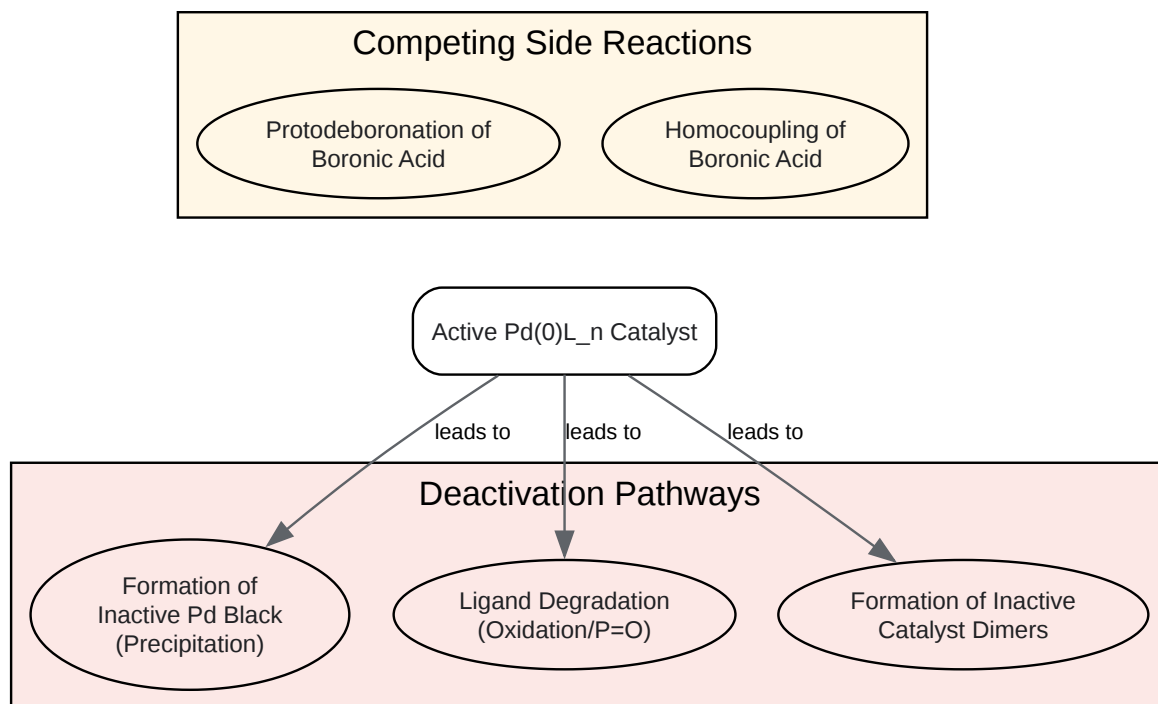 Competing Side Reactions
Protodeboronation of
Boronic Acid
Homocoupling of
Boronic Acid
Active Pd(0)L_n Catalyst
leads to
leads to
leads to
Deactivation Pathways
Formation of
Inactive Pd Black
(Precipitation)
Ligand Degradation
(Oxidation/P=O)
Formation of Inactive
Catalyst Dimers